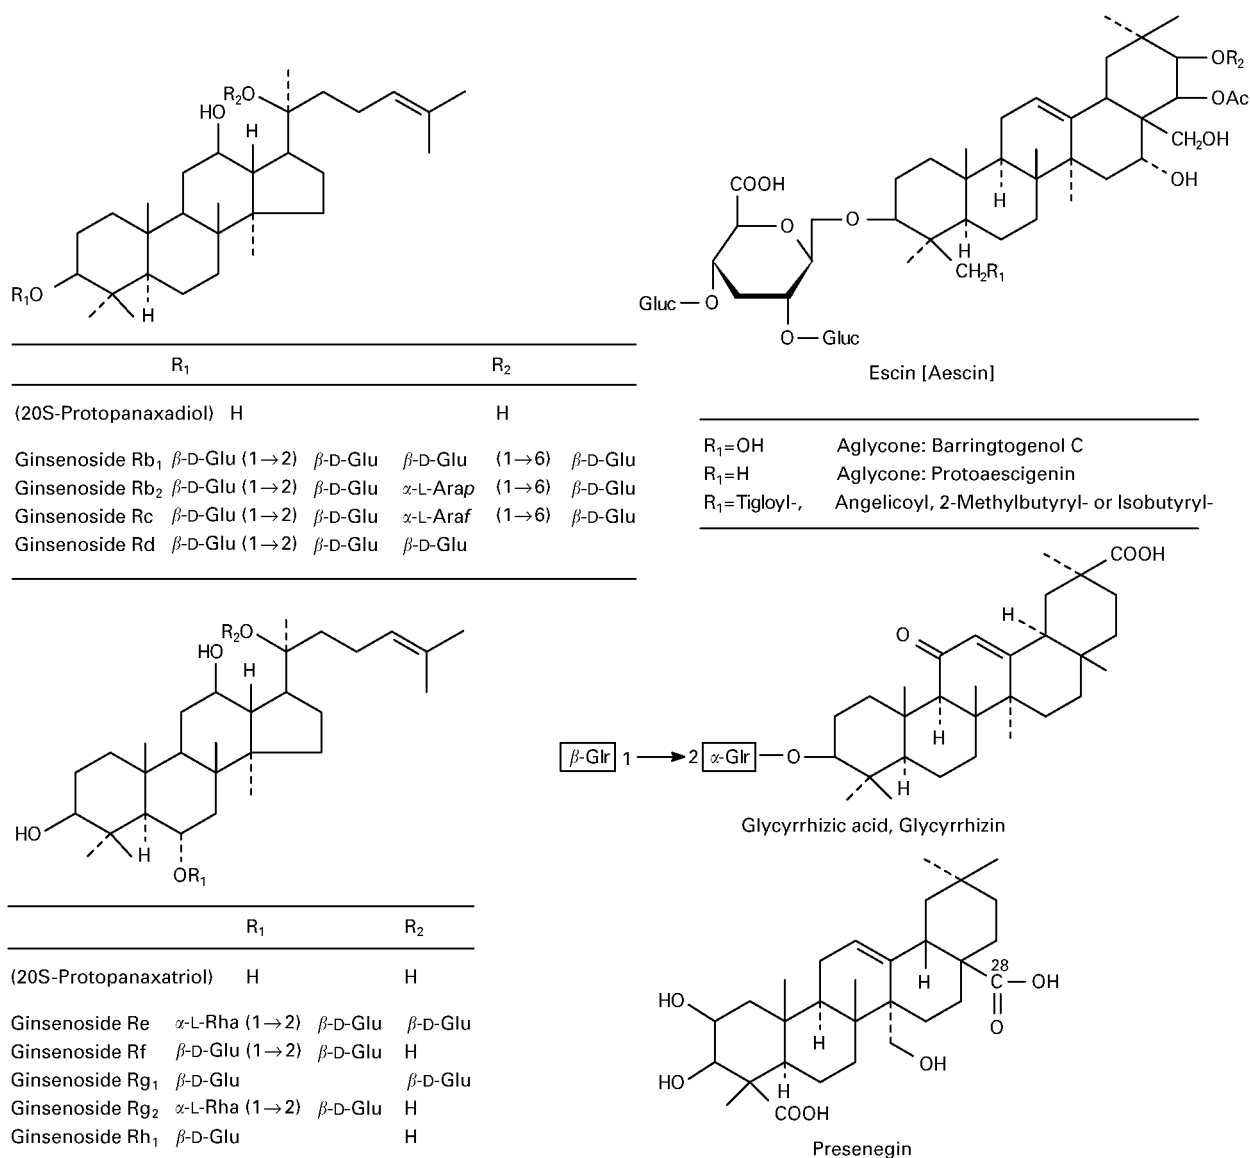 R₂O
HO
H
R₁O
H
R₁ R₂
(20S-Protopanaxadiol) H H
Ginsenoside Rb₁ β-D-Glu (1→2) β-D-Glu β-D-Glu (1→6) β-D-Glu
Ginsenoside Rb₂ β-D-Glu (1→2) β-D-Glu α-L-Arap (1→6) β-D-Glu
Ginsenoside Rc β-D-Glu (1→2) β-D-Glu α-L-Araf (1→6) β-D-Glu
Ginsenoside Rd β-D-Glu (1→2) β-D-Glu β-D-Glu
R₂O
HO
H
HO
H
OR₁
R₁ R₂
(20S-Protopanaxatriol) H H
Ginsenoside Re α-L-Rha (1→2) β-D-Glu β-D-Glu
Ginsenoside Rf β-D-Glu (1→2) β-D-Glu H
Ginsenoside Rg₁ β-D-Glu β-D-Glu
Ginsenoside Rg₂ α-L-Rha (1→2) β-D-Glu H
Ginsenoside Rh₁ β-D-Glu H
OR₂
OAc
CH₂OH
OH
H
COOH
O
O
H
CH₂R₁
Gluc—O
O—Gluc
Escin [Aescin]
R₁=OH Aglycone: Barringtogenol C
R₁=H Aglycone: Protoaescigenin
R₁=Tigloyl-, Angelicoyl, 2-Methylbutyryl- or Isobutyryl-
COOH
H
O
H
β-Glr 1→2 α-Glr—O
H
Glycyrrhizic acid, Glycyrrhizin
28
C—OH
H
O
HO
H
OH
HO
H
COOH
Presenegin